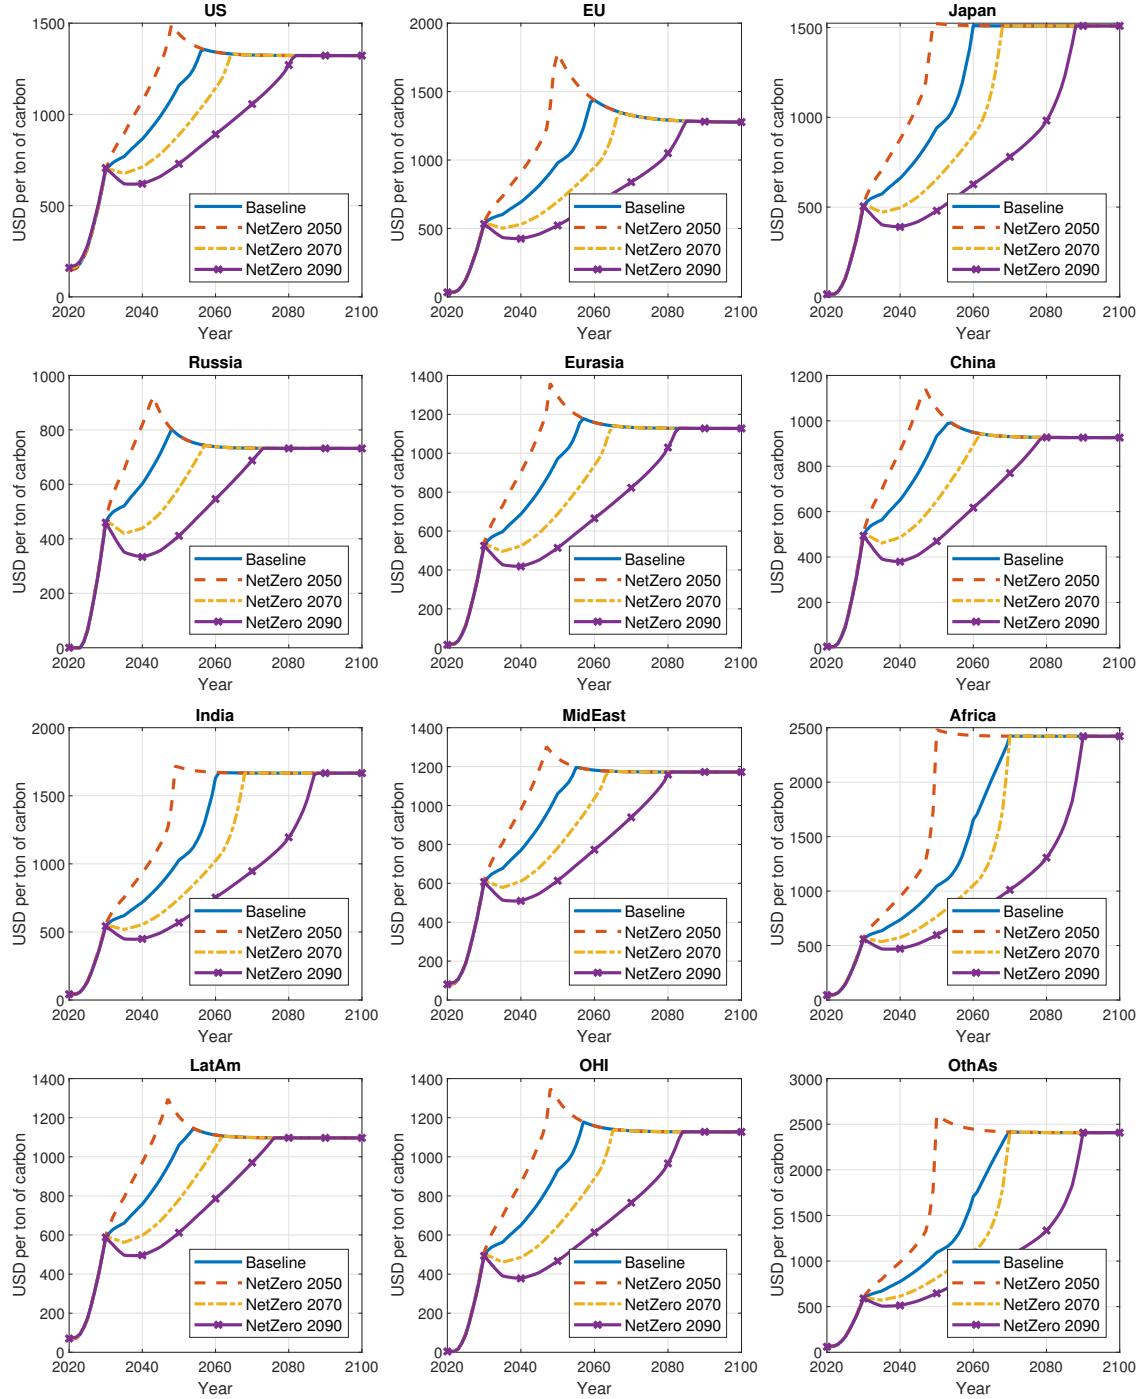 US
USD per ton of carbon
1500
1000
500
0
2020 2040 2060 2080 2100
Year
Baseline
NetZero 2050
NetZero 2070
NetZero 2090
EU
USD per ton of carbon
2000
1500
1000
500
0
2020 2040 2060 2080 2100
Year
Baseline
NetZero 2050
NetZero 2070
NetZero 2090
Japan
USD per ton of carbon
1500
1000
500
0
2020 2040 2060 2080 2100
Year
Baseline
NetZero 2050
NetZero 2070
NetZero 2090
Russia
USD per ton of carbon
1000
800
600
400
200
0
2020 2040 2060 2080 2100
Year
Baseline
NetZero 2050
NetZero 2070
NetZero 2090
Eurasia
USD per ton of carbon
1400
1200
1000
800
600
400
200
0
2020 2040 2060 2080 2100
Year
Baseline
NetZero 2050
NetZero 2070
NetZero 2090
China
USD per ton of carbon
1200
1000
800
600
400
200
0
2020 2040 2060 2080 2100
Year
Baseline
NetZero 2050
NetZero 2070
NetZero 2090
India
USD per ton of carbon
2000
1500
1000
500
0
2020 2040 2060 2080 2100
Year
Baseline
NetZero 2050
NetZero 2070
NetZero 2090
MidEast
USD per ton of carbon
1400
1200
1000
800
600
400
200
0
2020 2040 2060 2080 2100
Year
Baseline
NetZero 2050
NetZero 2070
NetZero 2090
Africa
USD per ton of carbon
2500
2000
1500
1000
500
0
2020 2040 2060 2080 2100
Year
Baseline
NetZero 2050
NetZero 2070
NetZero 2090
LatAm
USD per ton of carbon
1400
1200
1000
800
600
400
200
0
2020 2040 2060 2080 2100
Year
Baseline
NetZero 2050
NetZero 2070
NetZero 2090
OHI
USD per ton of carbon
1400
1200
1000
800
600
400
200
0
2020 2040 2060 2080 2100
Year
Baseline
NetZero 2050
NetZero 2070
NetZero 2090
OthAs
USD per ton of carbon
3000
2500
2000
1500
1000
500
0
2020 2040 2060 2080 2100
Year
Baseline
NetZero 2050
NetZero 2070
NetZero 2090